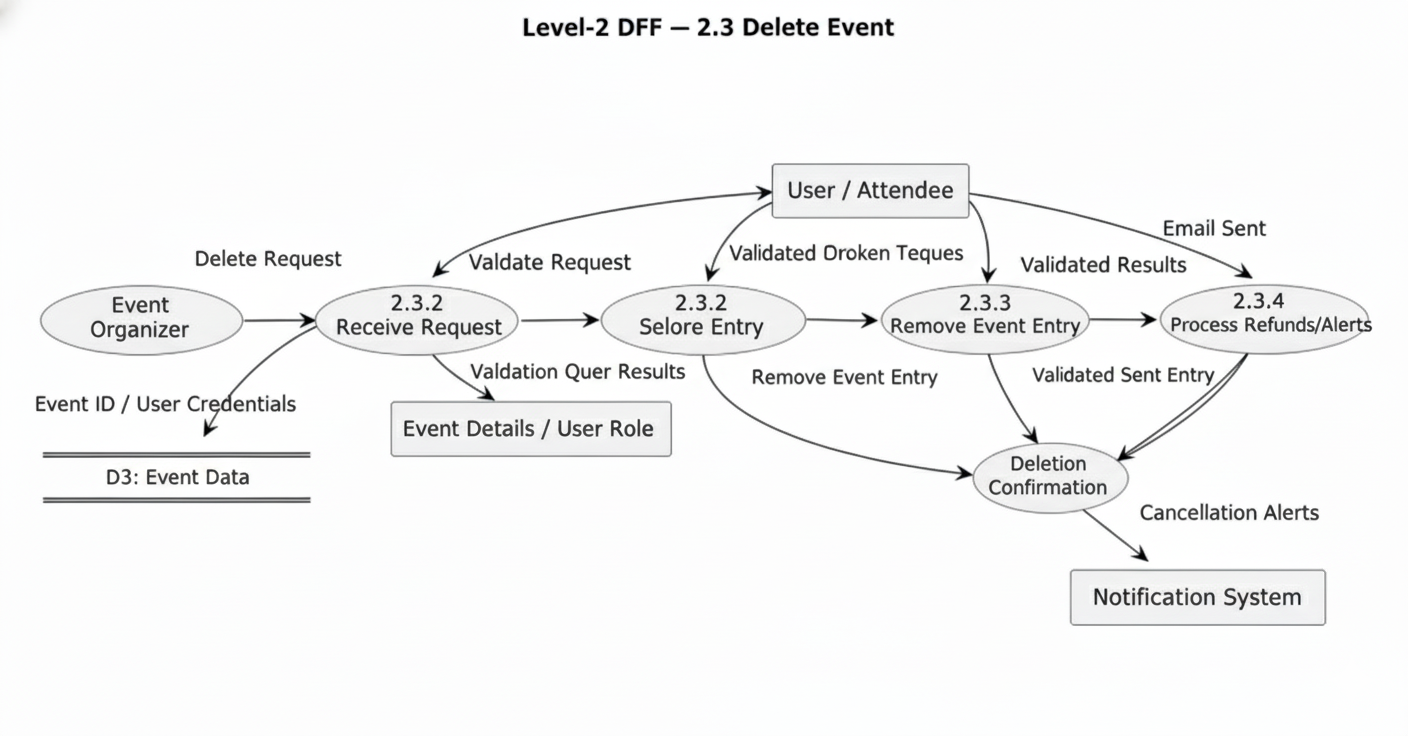 Level-2 DFF — 2.3 Delete Event
User / Attendee
Email Sent
Delete Request
Valdate Request
Validated Oroken Teques
Validated Results
Event
Organizer
2.3.2
Receive Request
2.3.2
Selore Entry
2.3.3
Remove Event Entry
2.3.4
Process Refunds/Alerts
Event ID / User Credentials
Valdation Quer Results
Remove Event Entry
Validated Sent Entry
Event Details / User Role
D3: Event Data
Deletion
Confirmation
Cancellation Alerts
Notification System